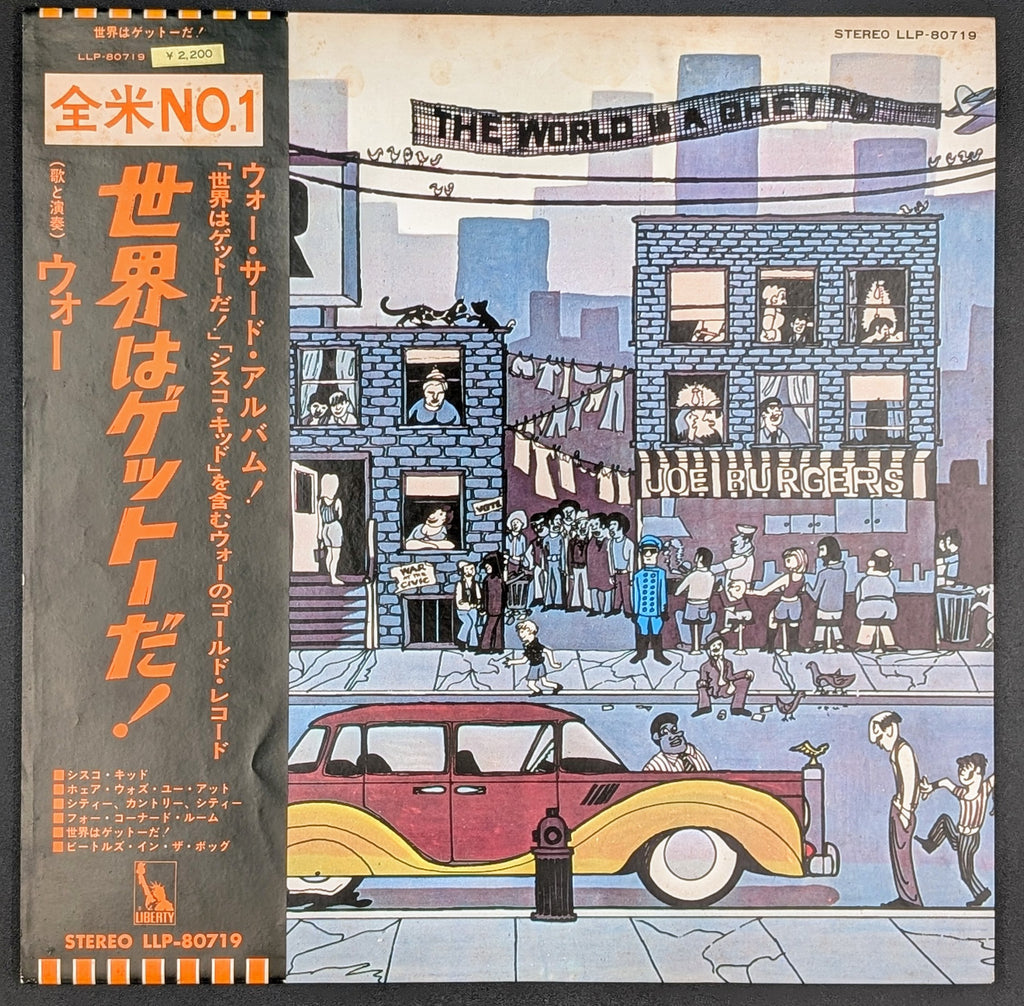 世界はゲットーだ!
LLP-80719
¥2,200
全米NO.1
ウォー・サード・アルバム!
「世界はゲットーだ!」「シスコ・キッド」を含むウォーのゴールド・レコード
世界はゲットーだ!
(歌と演奏)
ウォー
シスコ・キッド
ホェア・ウォズ・ユー・アット
シティー、カントリー、シティー
フォー・コーナード・ルーム
世界はゲットーだ!
ビートルズ・イン・ザ・ボッグ
LIBERTY
STEREO LLP-80719
STEREO LLP-80719
THE WORLD IS A GHETTO
R
JOE BURGERS
VOTE
WAR
AT THE
CIVIC